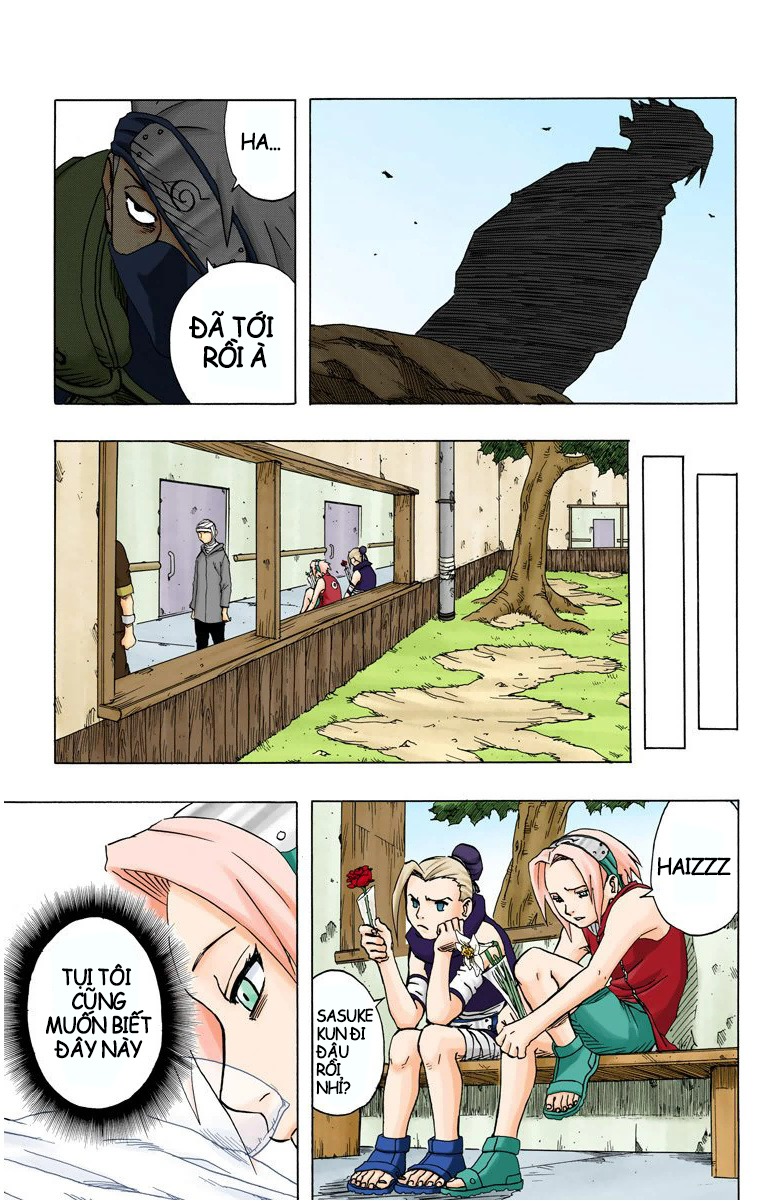 HA...
ĐÃ TỚI
RỒI À
HAIZZZ
SASUKE
KUN ĐI
ĐÂU
RỒI
NHỈ?
TỤI TÔI
CŨNG
MUỐN BIẾT
ĐÂY NÀY